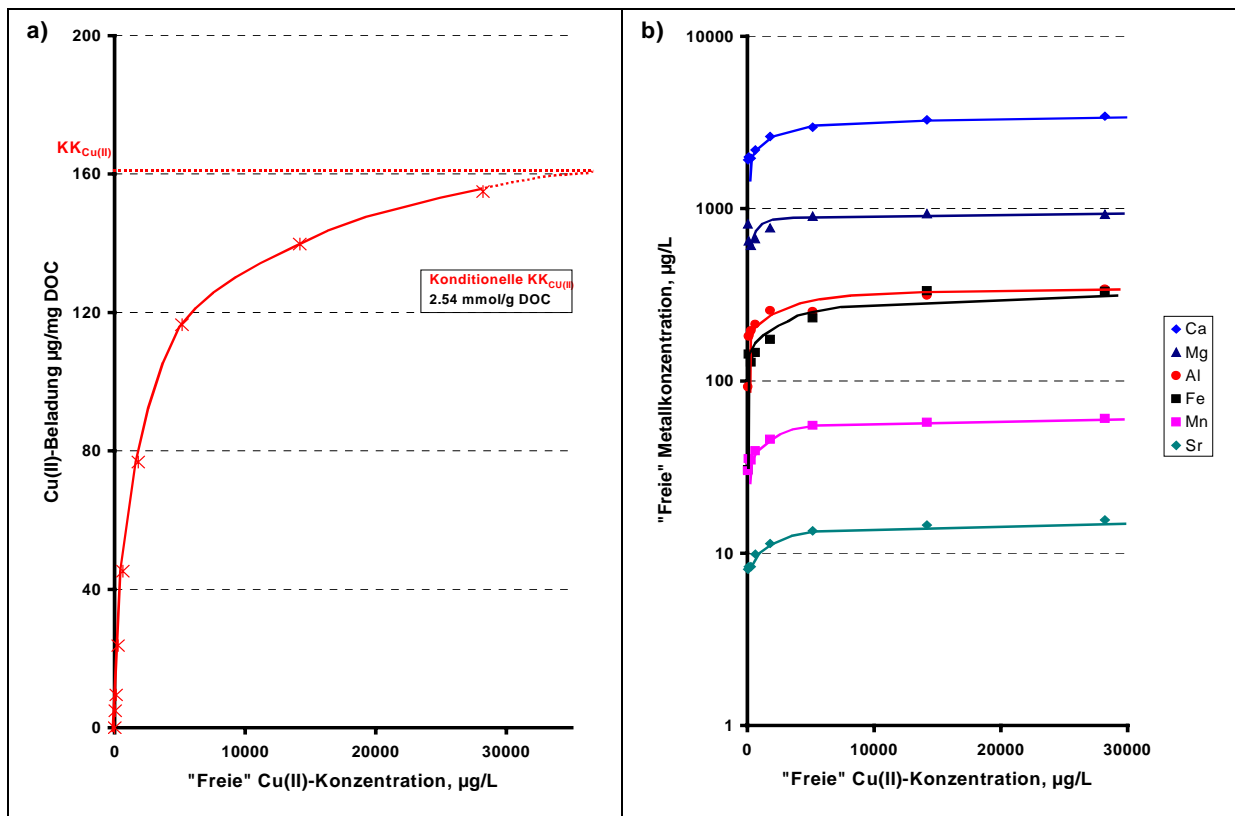 a)
Cu(II)-Beladung µg/mg DOC
200
160
120
80
40
0
KK_Cu(II)
Konditionelle KK_CU(II)
2.54 mmol/g DOC
0
10000
20000
30000
"Freie" Cu(II)-Konzentration, µg/L
b)
"Freie" Metallkonzentration, µg/L
10000
1000
100
10
1
0
10000
20000
30000
"Freie" Cu(II)-Konzentration, µg/L
Ca
Mg
Al
Fe
Mn
Sr